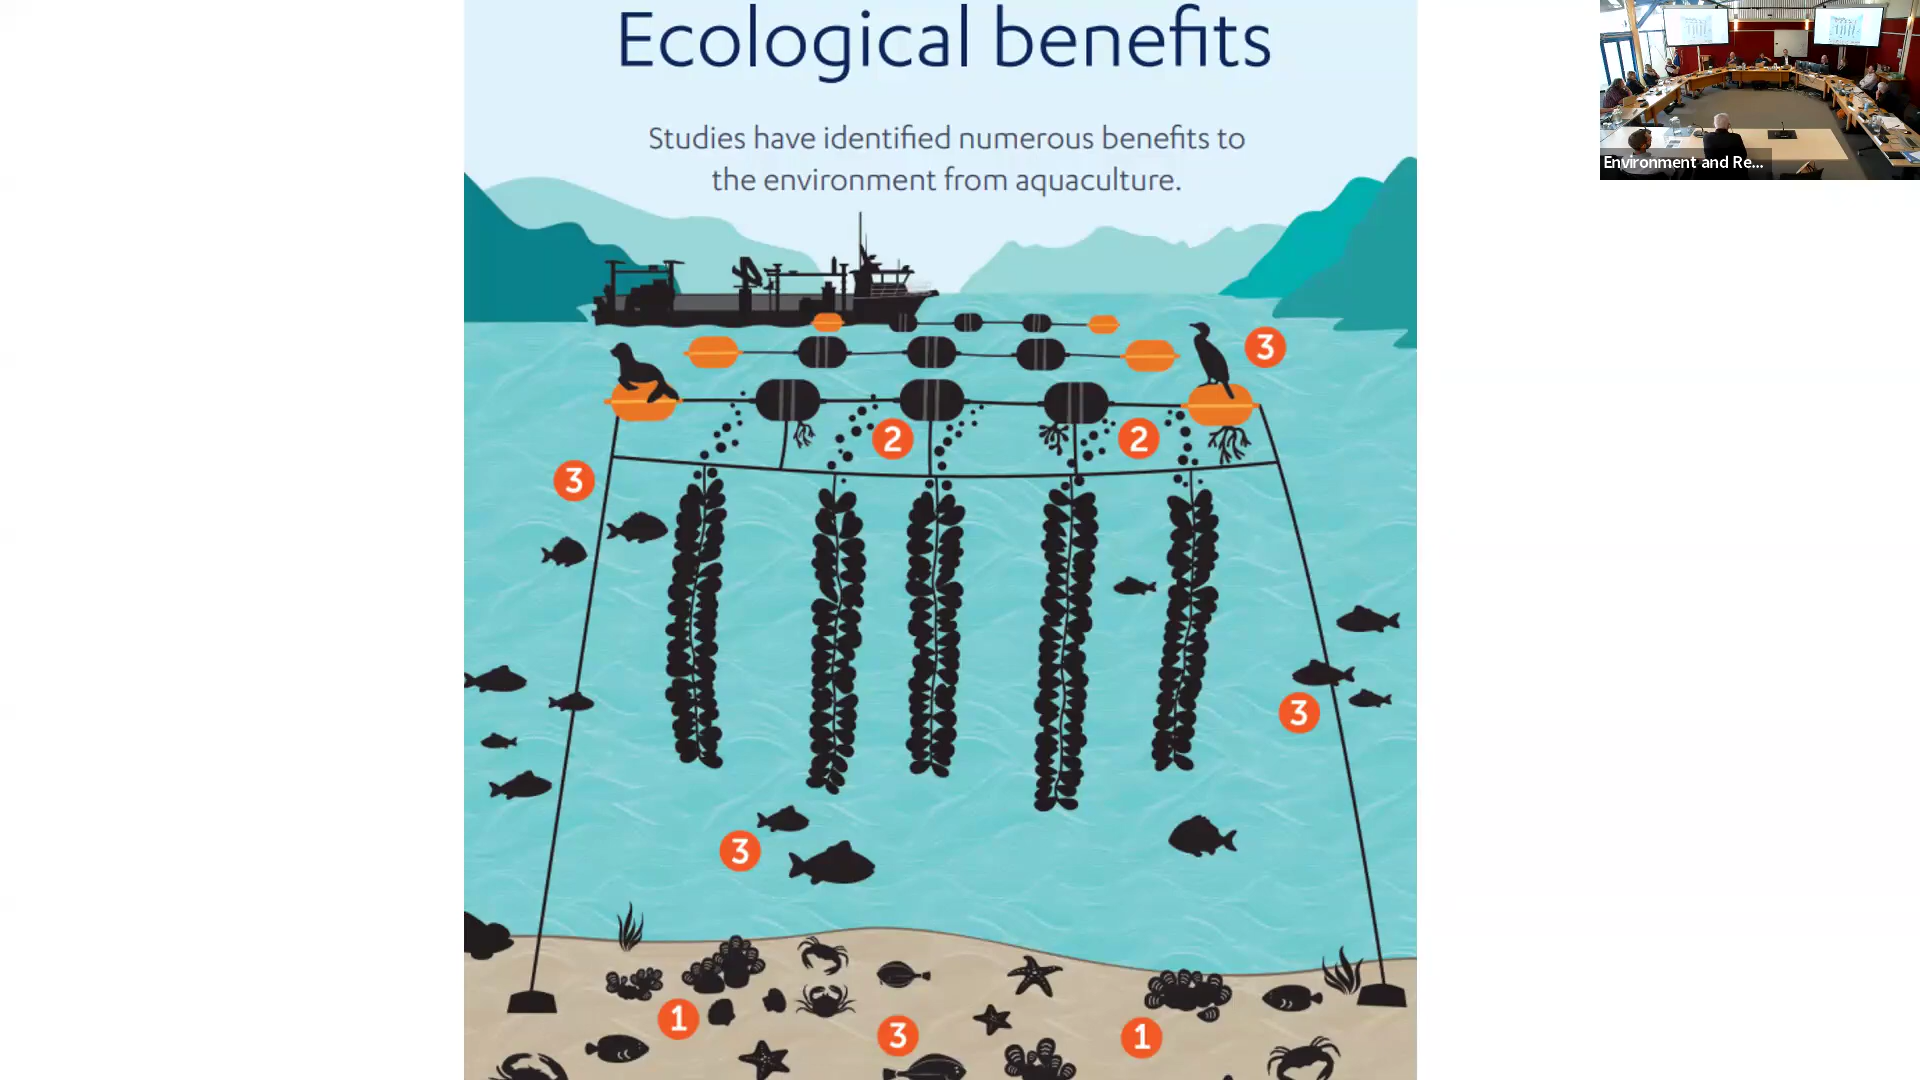 Ecological benefits
Studies have identified numerous benefits to
the environment from aquaculture.
Environment and Re...
3
2
2
3
3
3
1
3
1